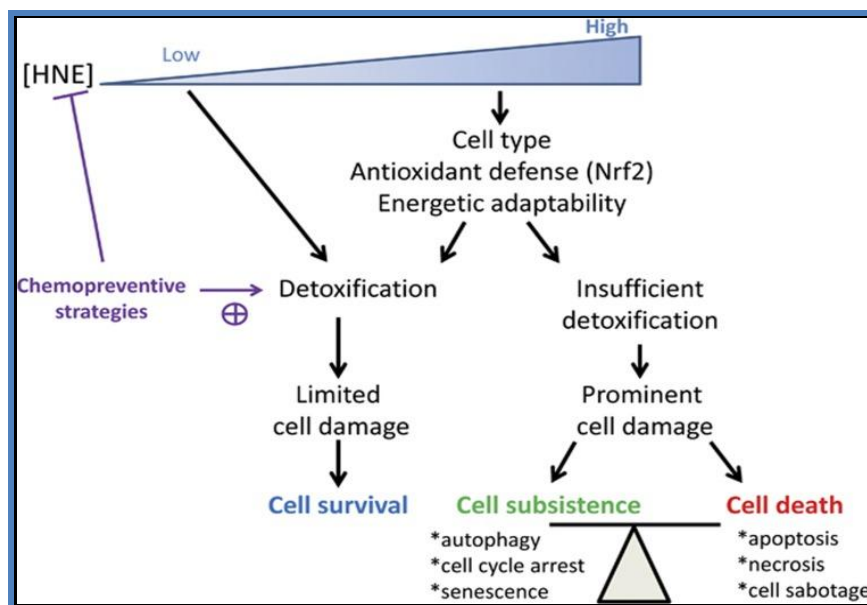 High
Low
[HNE]
Cell type
Antioxidant defense (Nrf2)
Energetic adaptability
Chemopreventive
strategies
Detoxification
Insufficient
detoxification
Limited
cell damage
Prominent
cell damage
Cell survival
Cell subsistence
Cell death
*autophagy
*cell cycle arrest
*senescence
*apoptosis
*necrosis
*cell sabotage